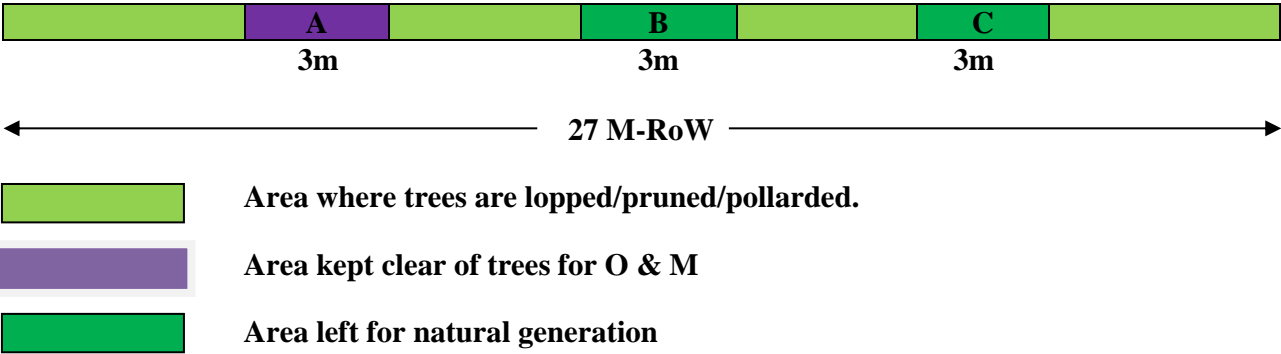 A B C
3m 3m 3m
27 M-RoW
Area where trees are lopped/pruned/pollarded.
Area kept clear of trees for O & M
Area left for natural generation